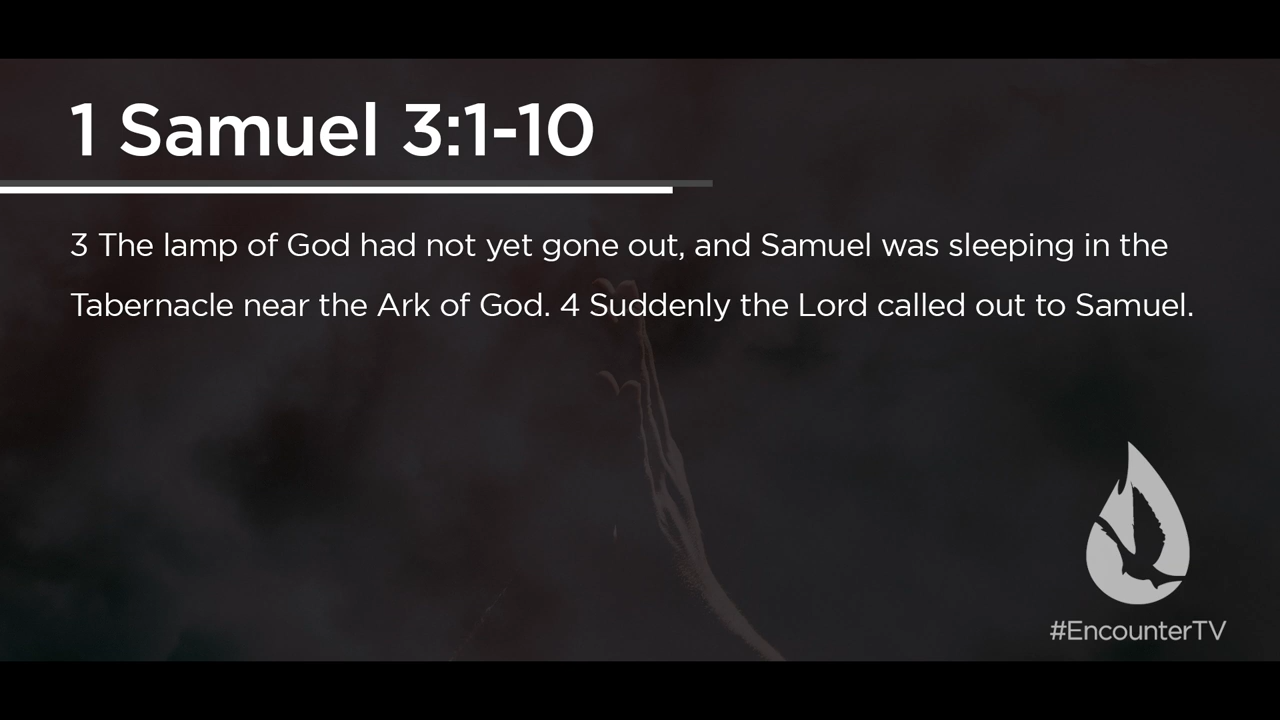 1 Samuel 3:1-10
3 The lamp of God had not yet gone out, and Samuel was sleeping in the
Tabernacle near the Ark of God. 4 Suddenly the Lord called out to Samuel.
#EncounterTV